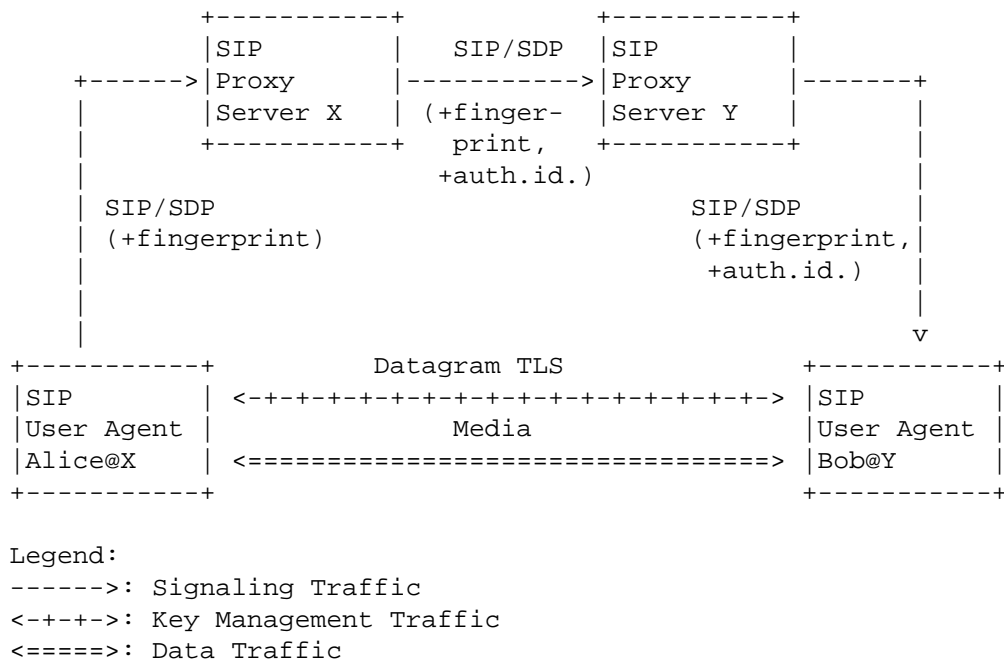 +-----------+            +-----------+
|SIP        |   SIP/SDP  |SIP        |
+------>|Proxy      |----------->|Proxy      |-------+
|       |Server X   | (+finger-  |Server Y   |       |
|       +-----------+   print,   +-----------+       |
|                      +auth.id.)                    |
| SIP/SDP                              SIP/SDP       |
| (+fingerprint)                       (+fingerprint,|
|                                       +auth.id.)   |
|                                                    |
|                                                    v
+-----------+          Datagram TLS               +-----------+
|SIP        | <-+-+-+-+-+-+-+-+-+-+-+-+-+-+-+-+-+-> |SIP        |
|User Agent |               Media                 |User Agent |
|Alice@X    | <=================================> |Bob@Y      |
+-----------+                                     +-----------+
Legend:
------>: Signaling Traffic
<-+-+->: Key Management Traffic
<=====>: Data Traffic